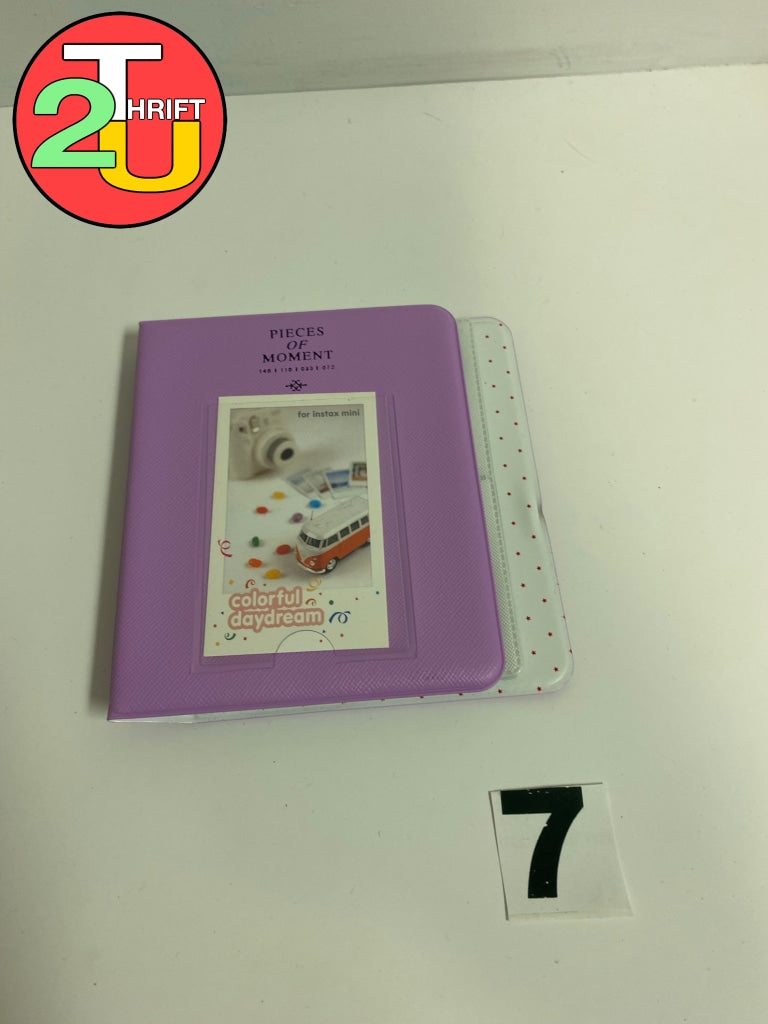 2 THRIFT U
PIECES
OF
MOMENT
for instax mini
colorful
daydream
7